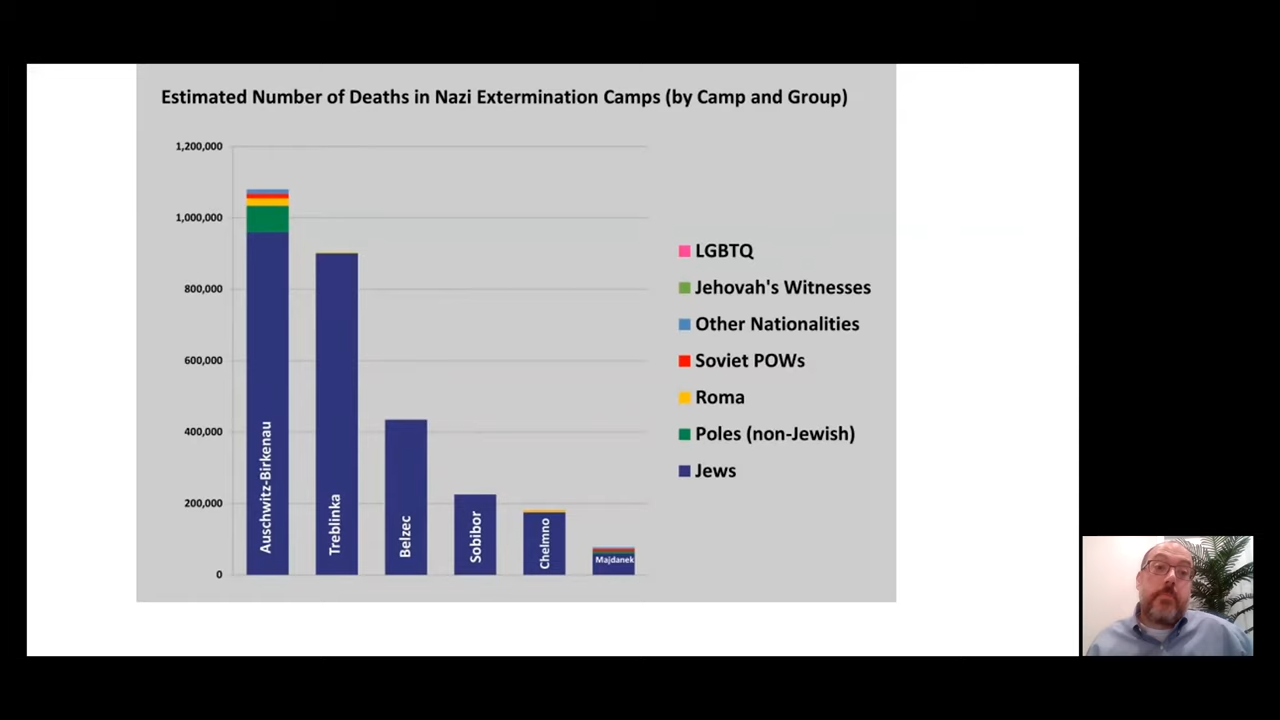 Estimated Number of Deaths in Nazi Extermination Camps (by Camp and Group)
1,200,000
1,000,000
800,000
600,000
400,000
200,000
0
Auschwitz-Birkenau
Treblinka
Belzec
Sobibor
Chelmno
Majdanek
LGBTQ
Jehovah's Witnesses
Other Nationalities
Soviet POWs
Roma
Poles (non-Jewish)
Jews